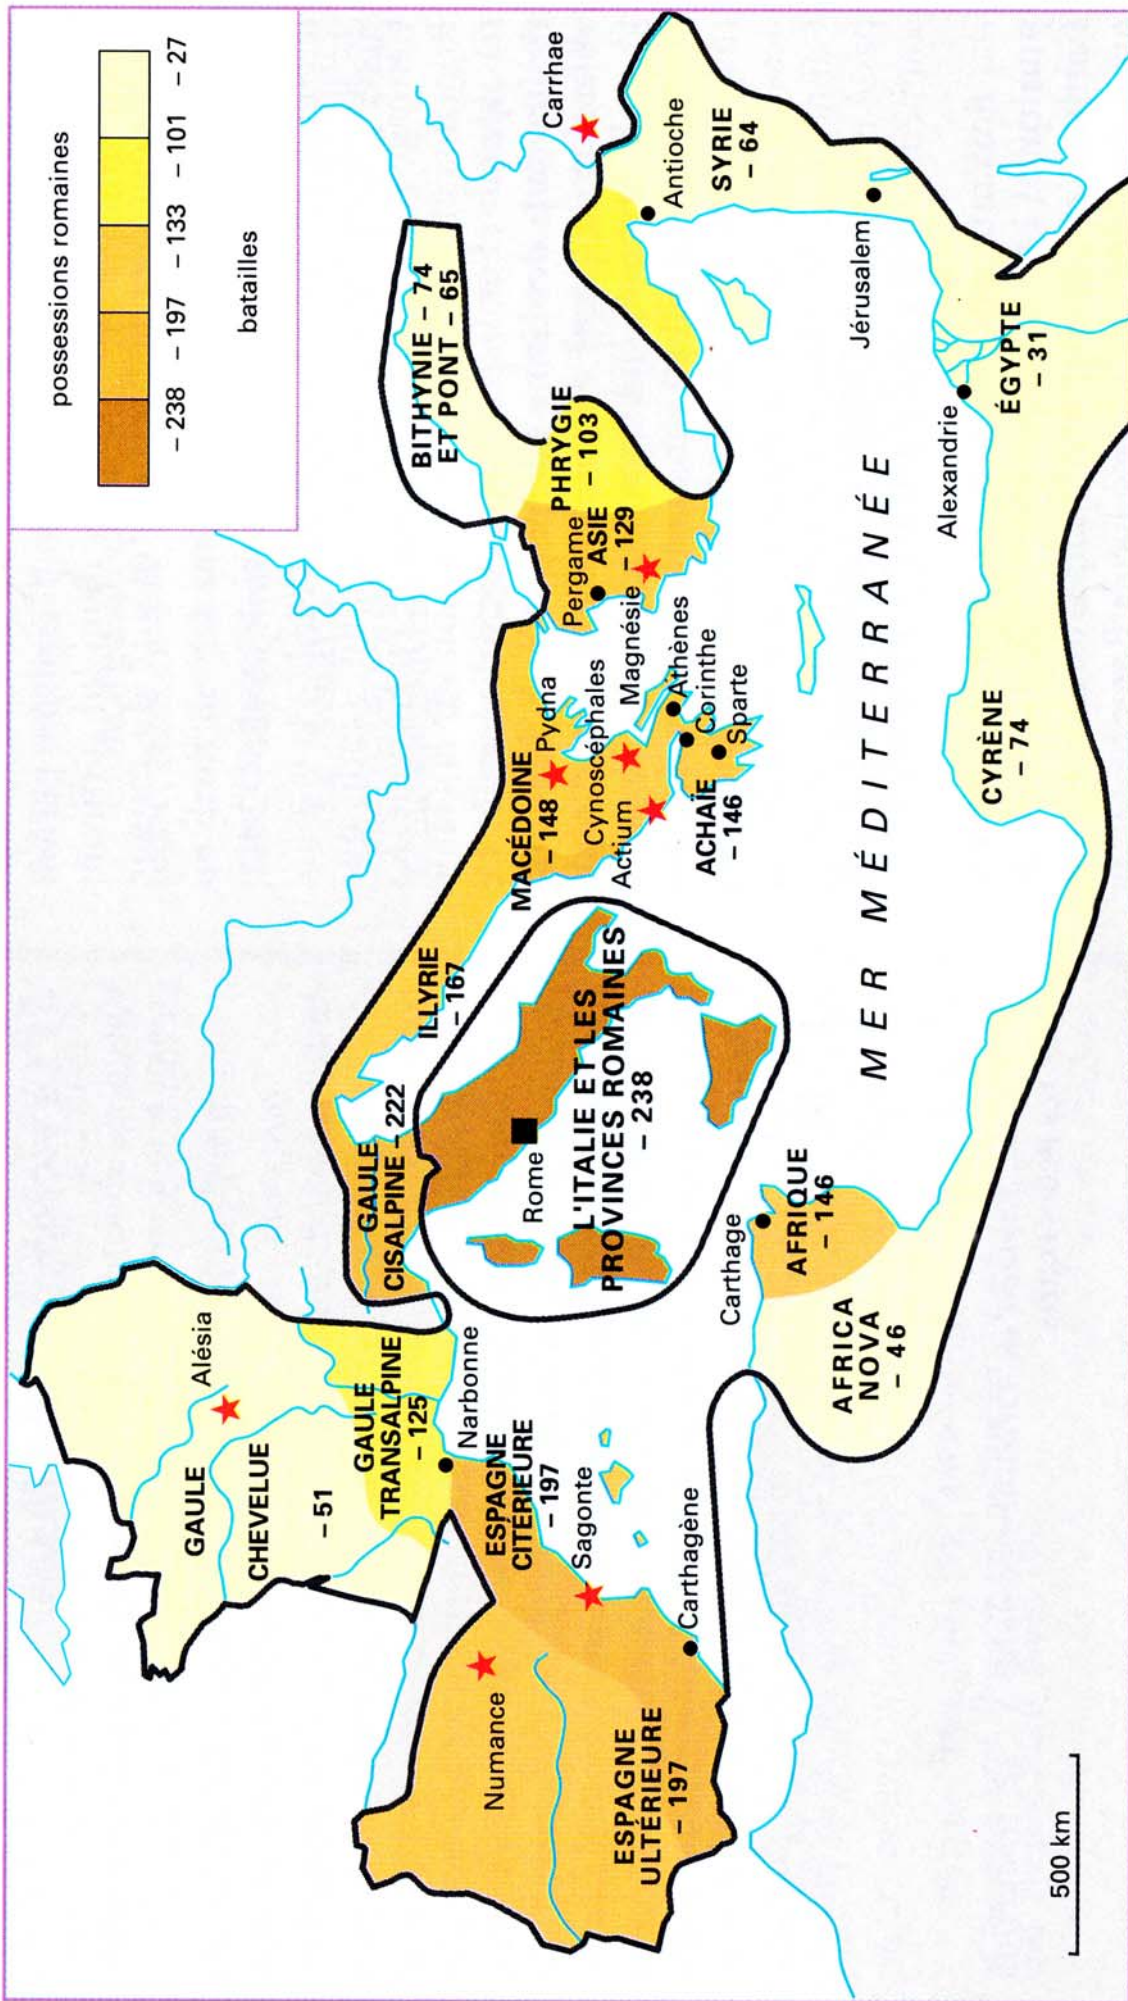 possessions romaines
– 238 – 197 – 133 – 101 – 27
batailles
GAULE
CHEVELUE
– 51
Alésia
GAULE
TRANSALPINE
– 125
Narbonne
GAULE
CISALPINE – 222
ILLYRIE
– 167
MACÉDOINE
– 148
Pydna
Cynoscéphales
Actium
Magnésie
Athènes
Corinthe
Sparte
ACHAÏE
– 146
BITHYNIE – 74
ET PONT – 65
PHRYGIE
– 103
Pergame
ASIE
– 129
Carrhae
Antioche
SYRIE
– 64
Jérusalem
Alexandrie
ÉGYPTE
– 31
CYRÈNE
– 74
MER MÉDITERRANÉE
Rome
L'ITALIE ET LES
PROVINCES ROMAINES
– 238
Carthage
AFRIQUE
– 146
AFRICA
NOVA
– 46
ESPAGNE
CITÉRIEURE
– 197
Sagonte
Carthagène
Numance
ESPAGNE
ULTÉRIEURE
– 197
500 km